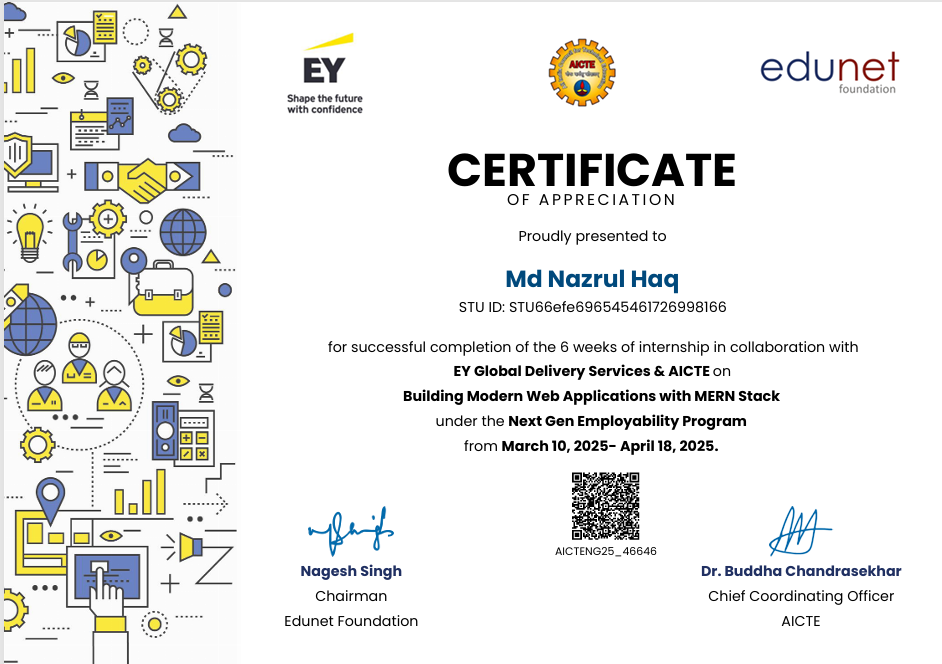 EY
Shape the future
with confidence
AICTE
edunet
foundation
CERTIFICATE
OF APPRECIATION
Proudly presented to
Md Nazrul Haq
STU ID: STU66efe696545461726998166
for successful completion of the 6 weeks of internship in collaboration with
EY Global Delivery Services & AICTE on
Building Modern Web Applications with MERN Stack
under the Next Gen Employability Program
from March 10, 2025- April 18, 2025.
AICTENG25_46646
Nagesh Singh
Chairman
Edunet Foundation
Dr. Buddha Chandrasekhar
Chief Coordinating Officer
AICTE